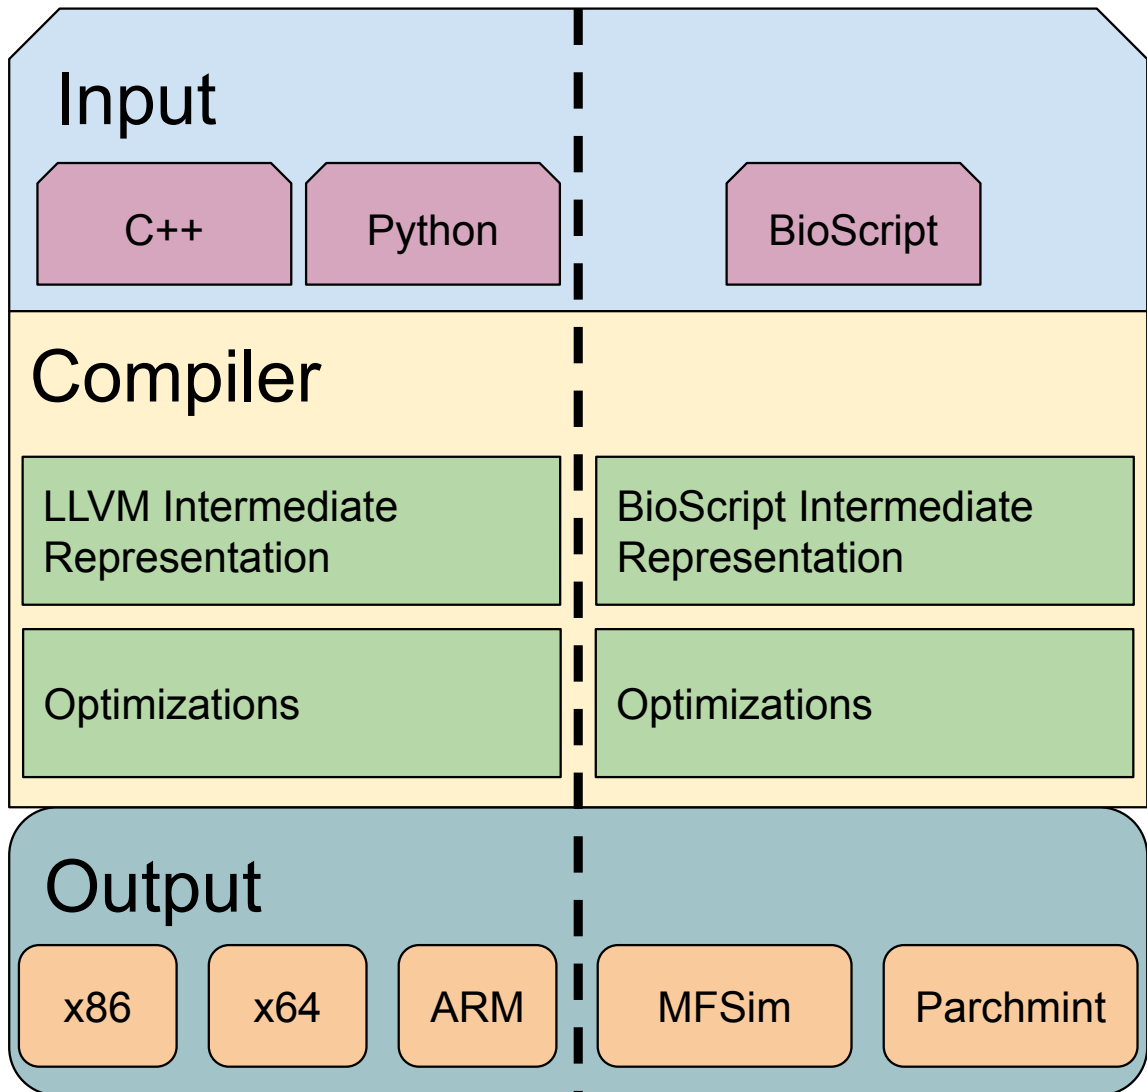 Input
C++
Python
BioScript
Compiler
LLVM Intermediate
Representation
BioScript Intermediate
Representation
Optimizations
Optimizations
Output
x86
x64
ARM
MFSim
Parchmint